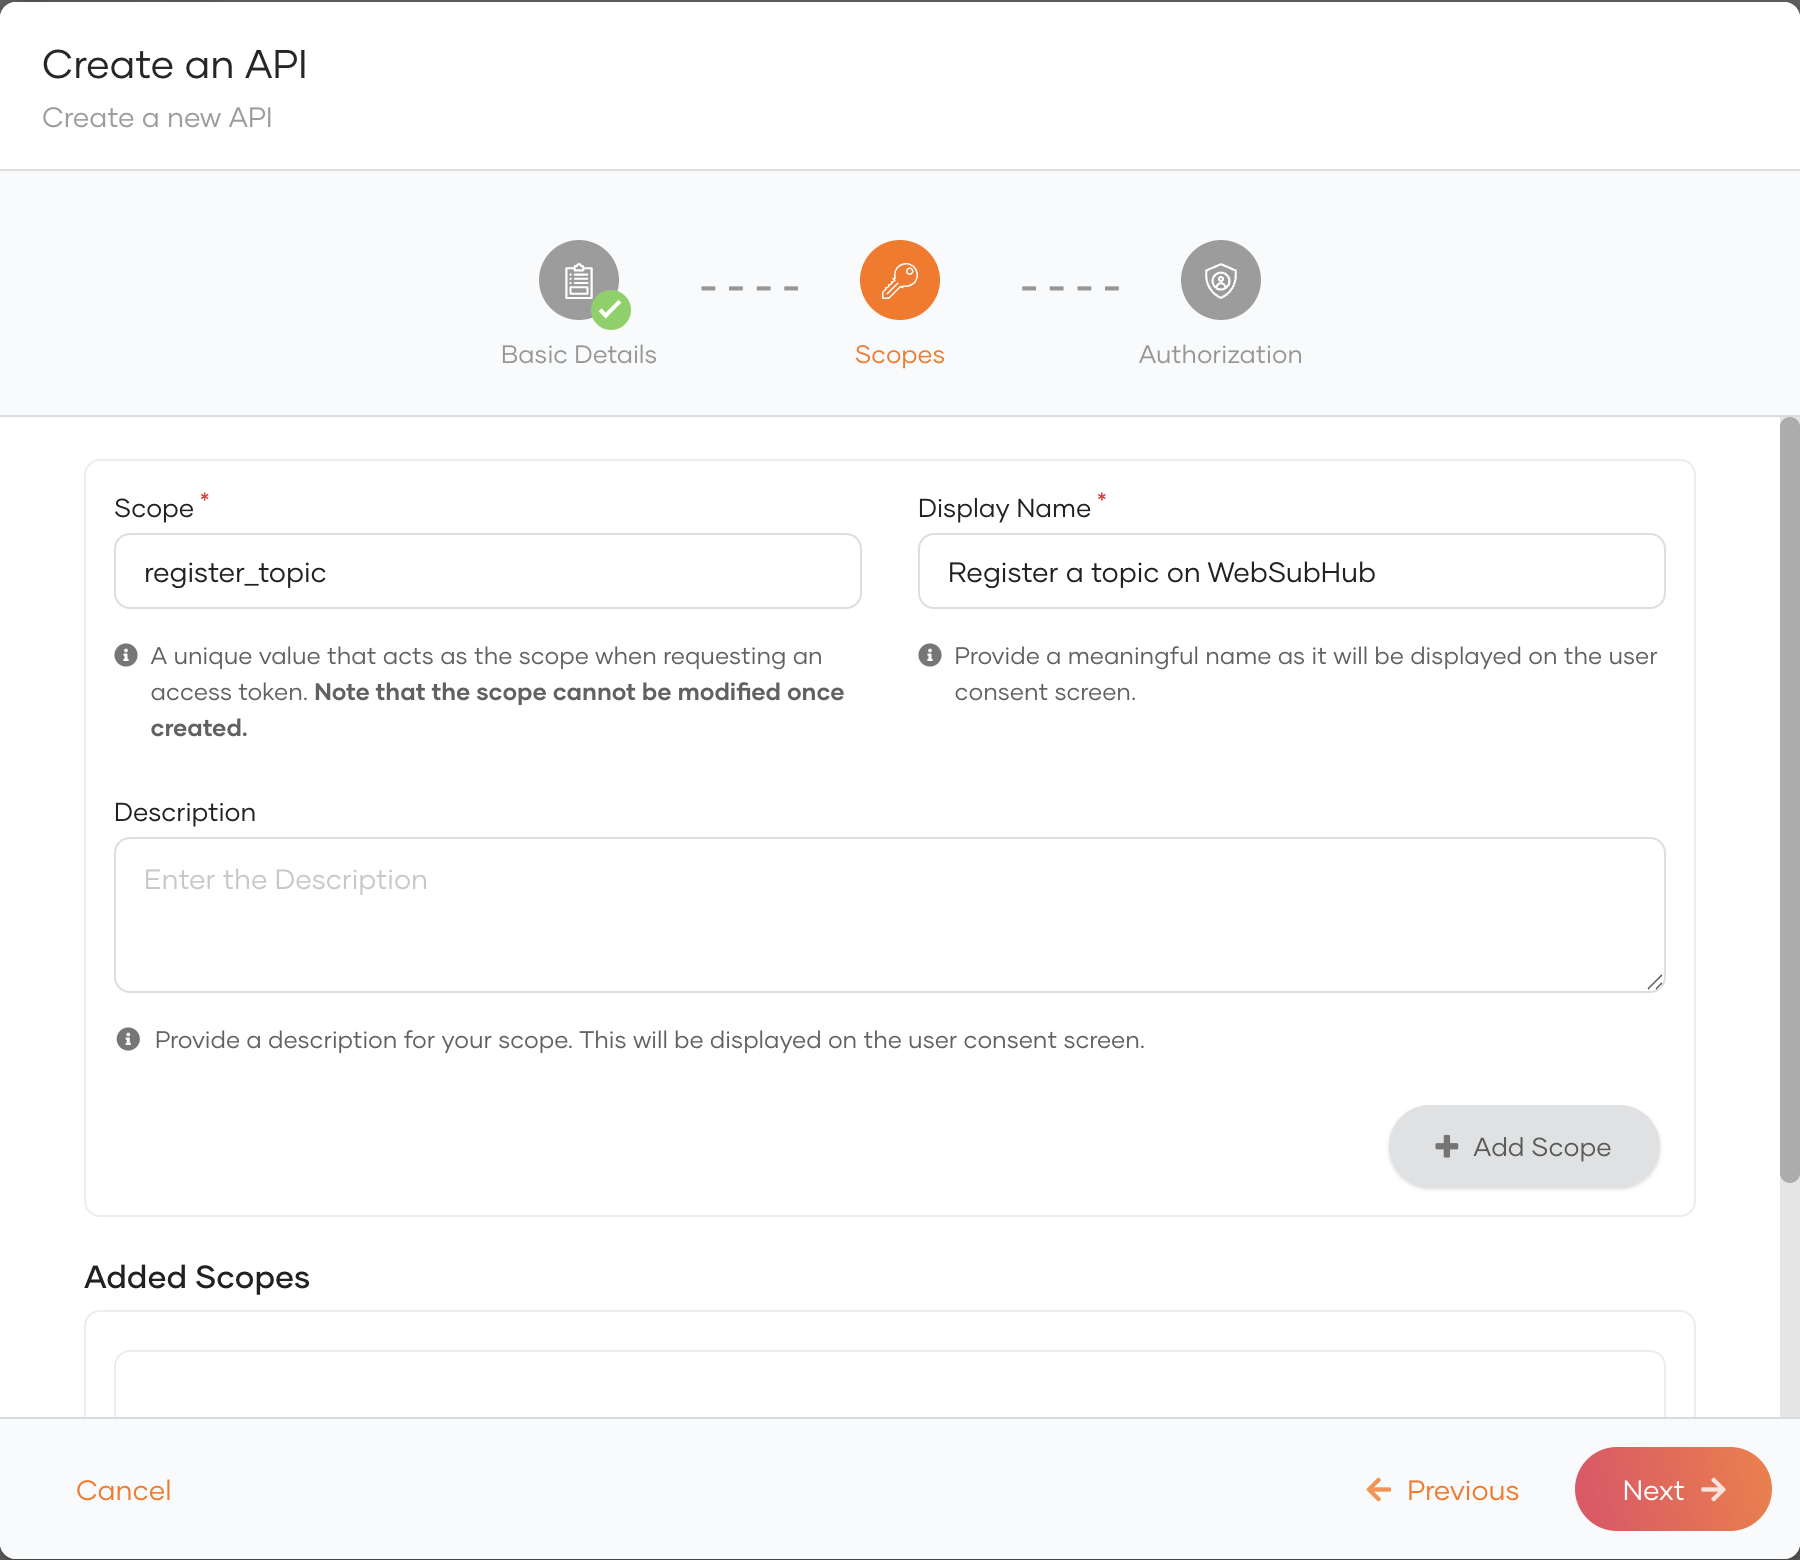 Create an API
Create a new API
Basic Details
Scopes
Authorization
Scope *
register_topic
A unique value that acts as the scope when requesting an
access token. Note that the scope cannot be modified once
created.
Display Name *
Register a topic on WebSubHub
Provide a meaningful name as it will be displayed on the user
consent screen.
Description
Enter the Description
Provide a description for your scope. This will be displayed on the user consent screen.
Add Scope
Added Scopes
Cancel
Previous
Next